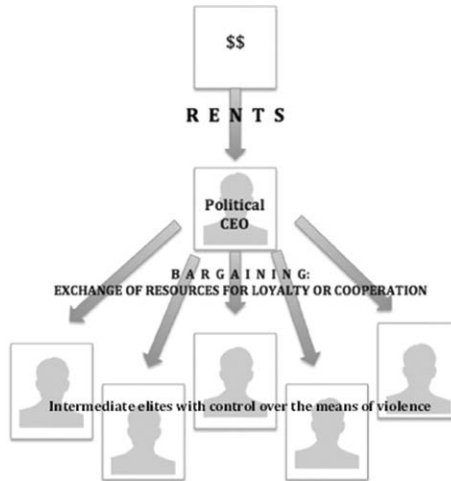 $$
R E N T S
Political
CEO
B A R G A I N I N G:
EXCHANGE OF RESOURCES FOR LOYALTY OR COOPERATION
Intermediate elites with control over the means of violence